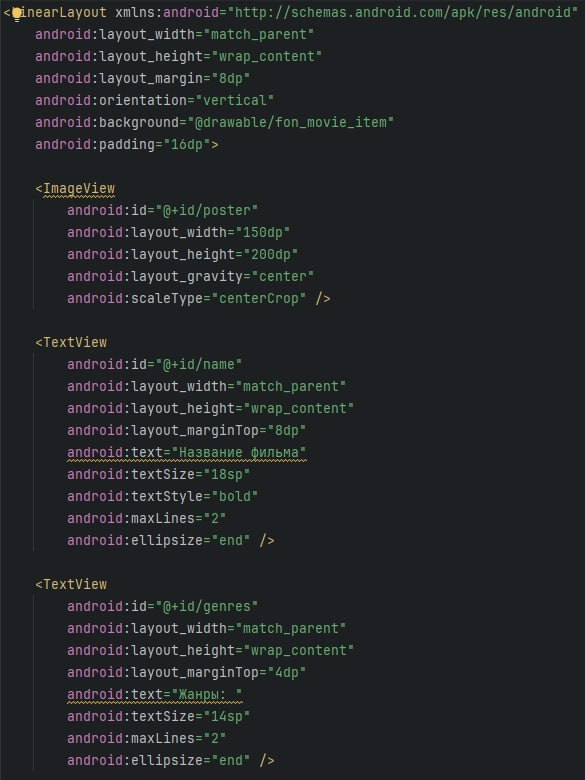 <LinearLayout xmlns:android="http://schemas.android.com/apk/res/android"
android:layout_width="match_parent"
android:layout_height="wrap_content"
android:layout_margin="8dp"
android:orientation="vertical"
android:background="@drawable/fon_movie_item"
android:padding="16dp">
<ImageView
android:id="@+id/poster"
android:layout_width="150dp"
android:layout_height="200dp"
android:layout_gravity="center"
android:scaleType="centerCrop" />
<TextView
android:id="@+id/name"
android:layout_width="match_parent"
android:layout_height="wrap_content"
android:layout_marginTop="8dp"
android:text="Название фильма"
android:textSize="18sp"
android:textStyle="bold"
android:maxLines="2"
android:ellipsize="end" />
<TextView
android:id="@+id/genres"
android:layout_width="match_parent"
android:layout_height="wrap_content"
android:layout_marginTop="4dp"
android:text="Жанры: "
android:textSize="14sp"
android:maxLines="2"
android:ellipsize="end" />